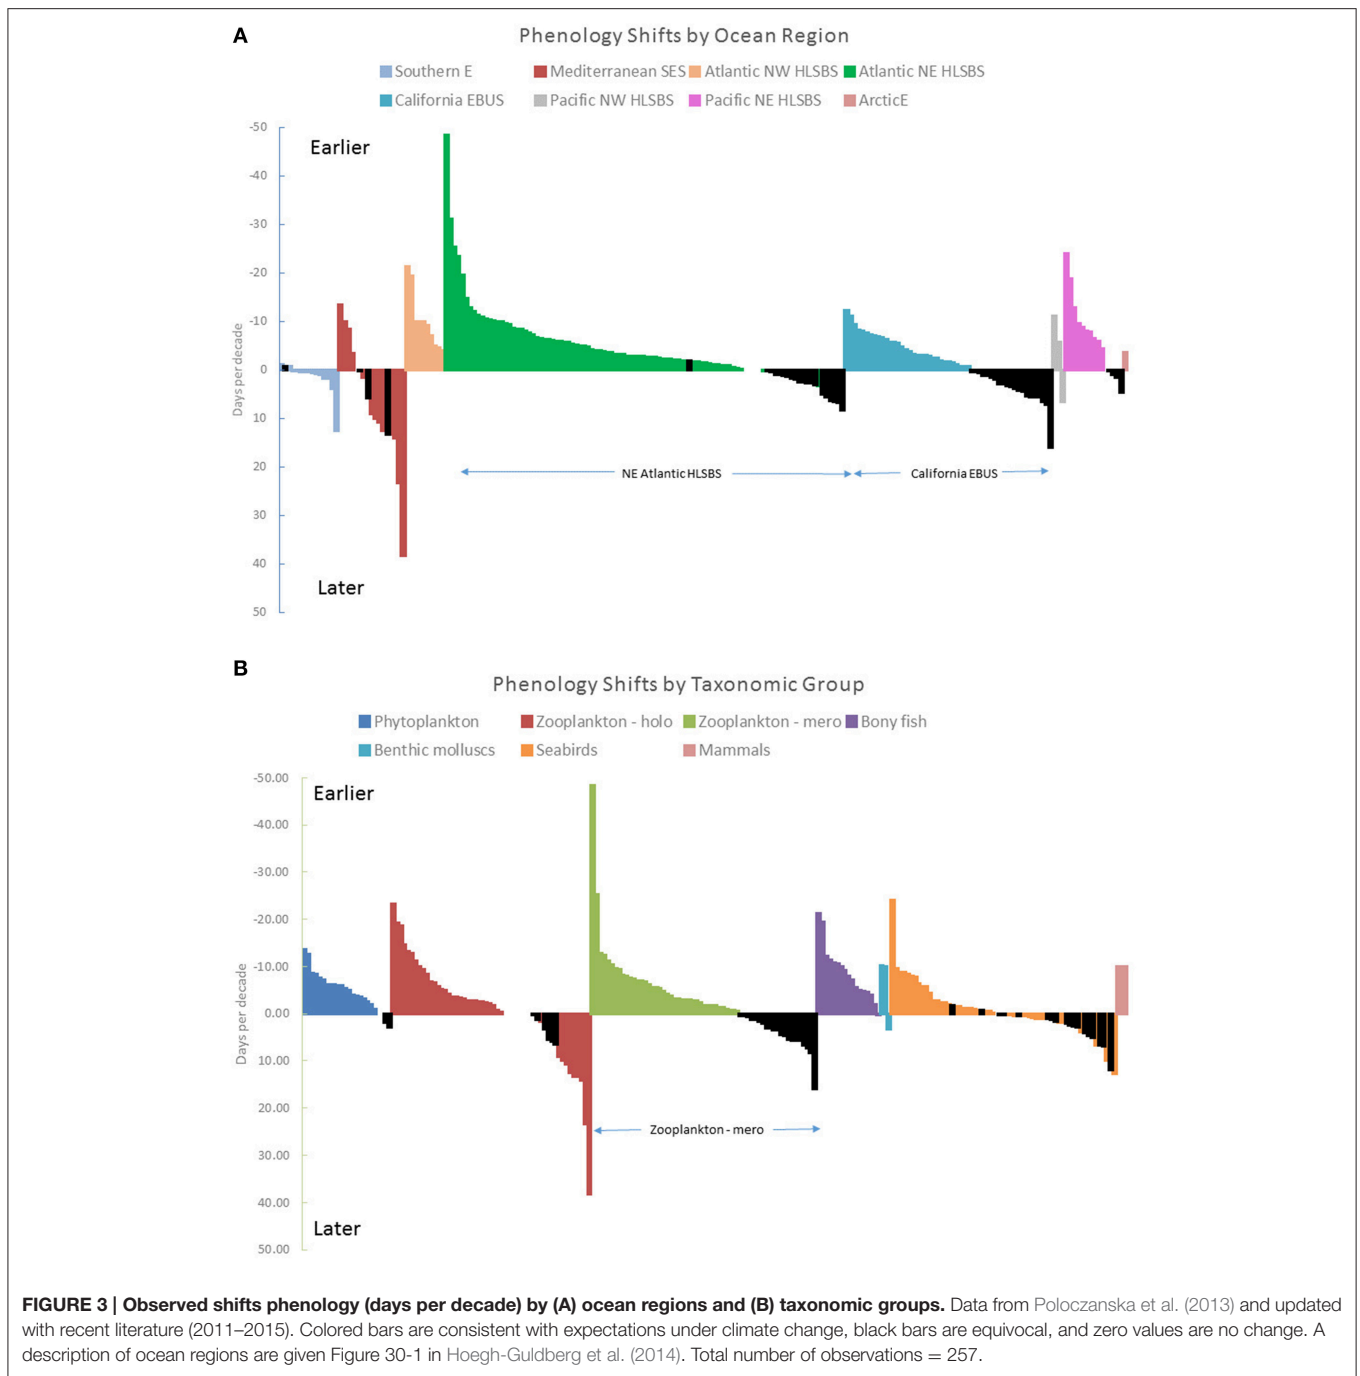 A
Phenology Shifts by Ocean Region
Southern E
Mediterranean SES
Atlantic NW HLSBS
Atlantic NE HLSBS
California EBUS
Pacific NW HLSBS
Pacific NE HLSBS
ArcticE
-50
Earlier
-40
-30
-20
-10
0
10
20
30
40
50
Days per decade
NE Atlantic HLSBS
California EBUS
Later
B
Phenology Shifts by Taxonomic Group
Phytoplankton
Zooplankton - holo
Zooplankton - mero
Bony fish
Benthic molluscs
Seabirds
Mammals
-50.00
Earlier
-40.00
-30.00
-20.00
-10.00
0.00
10.00
20.00
30.00
40.00
50.00
Days per decade
Zooplankton - mero
Later
FIGURE 3 | Observed shifts phenology (days per decade) by (A) ocean regions and (B) taxonomic groups. Data from Poloczanska et al. (2013) and updated
with recent literature (2011–2015). Colored bars are consistent with expectations under climate change, black bars are equivocal, and zero values are no change. A
description of ocean regions are given Figure 30-1 in Hoegh-Guldberg et al. (2014). Total number of observations = 257.